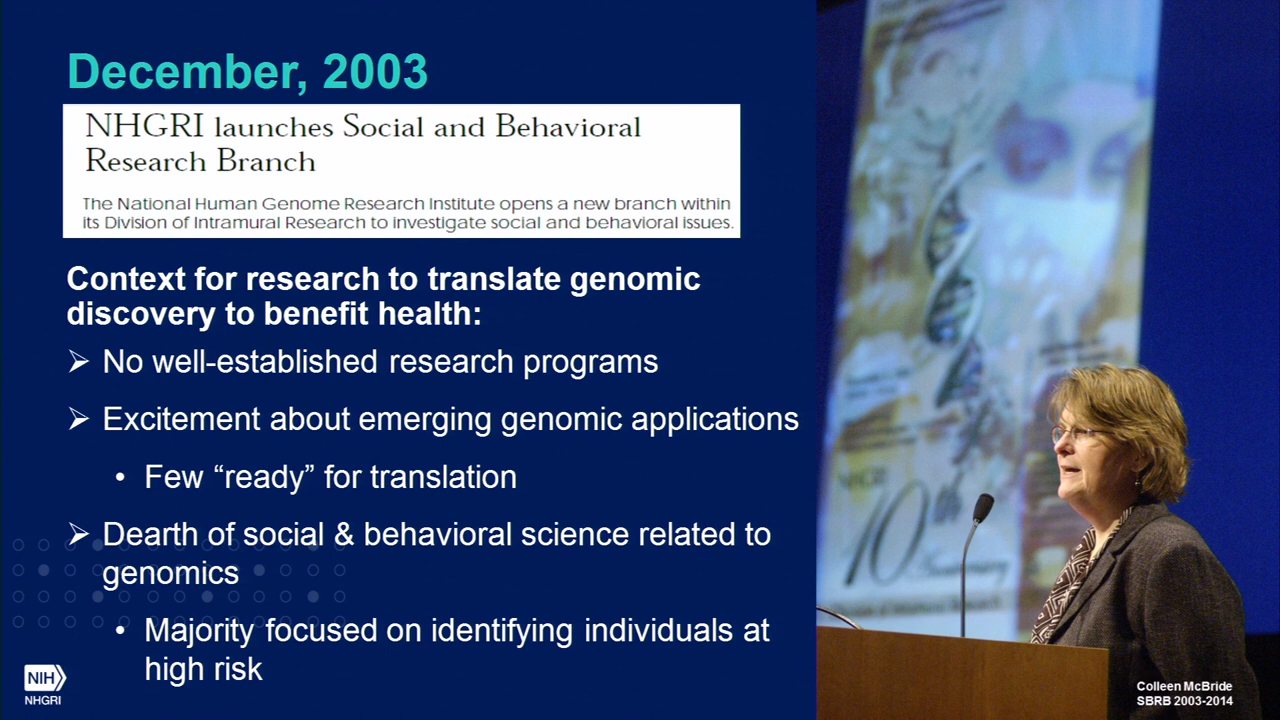 December, 2003
NHGRI launches Social and Behavioral
Research Branch
The National Human Genome Research Institute opens a new branch within
its Division of Intramural Research to investigate social and behavioral issues.
Context for research to translate genomic
discovery to benefit health:
➢ No well-established research programs
➢ Excitement about emerging genomic applications
• Few “ready” for translation
➢ Dearth of social & behavioral science related to
genomics
• Majority focused on identifying individuals at
high risk
NIH
NHGRI
NHGRI
10th
Anniversary
Colleen McBride
SBRB 2003-2014